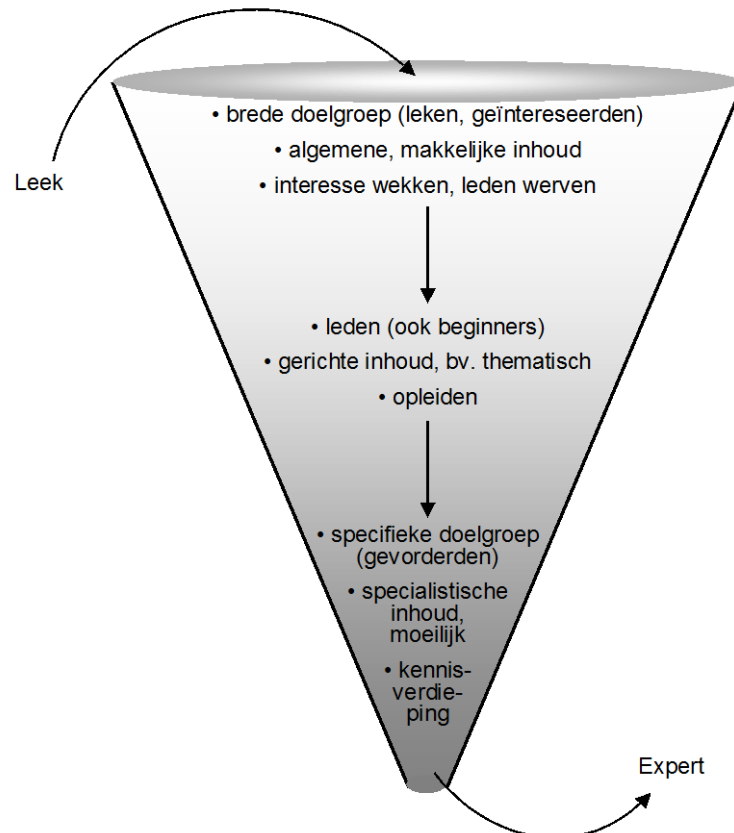 • brede doelgroep (leken, geïntereseerden)
• algemene, makkelijke inhoud
Leek
• interesse wekken, leden werven
• leden (ook beginners)
• gerichte inhoud, bv. thematisch
• opleiden
• specifieke doelgroep
(gevorderden)
• specialistische
inhoud,
moeilijk
• kennis-
verdie-
ping
Expert